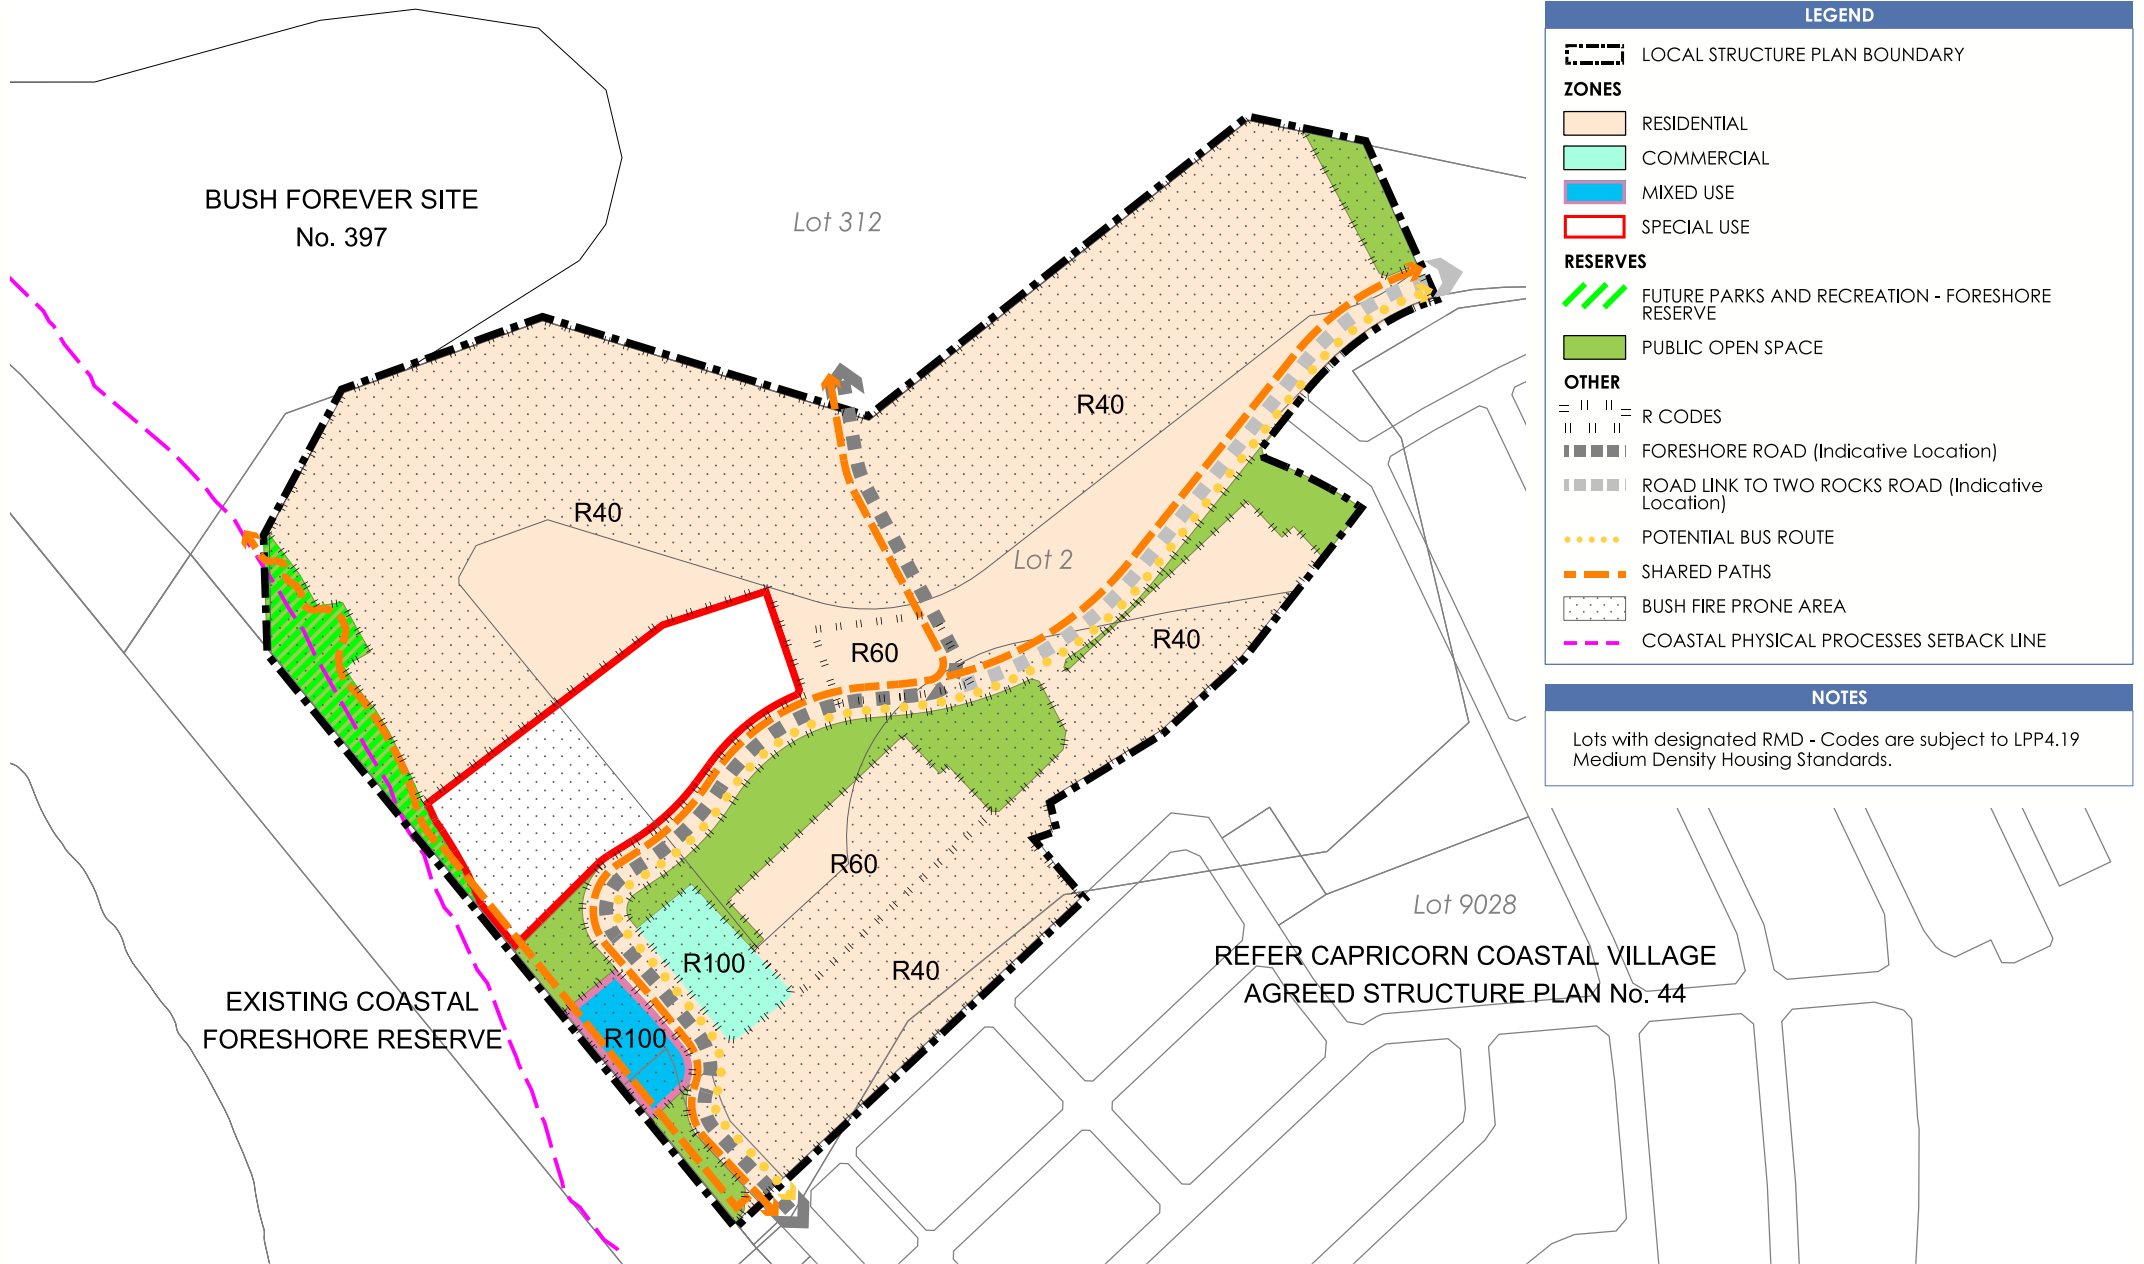 BUSH FOREVER SITE
No. 397
Lot 312
R40
R40
Lot 2
R60
R40
R60
R100
R40
R100
EXISTING COASTAL
FORESHORE RESERVE
Lot 9028
REFER CAPRICORN COASTAL VILLAGE
AGREED STRUCTURE PLAN No. 44
LEGEND
LOCAL STRUCTURE PLAN BOUNDARY
ZONES
RESIDENTIAL
COMMERCIAL
MIXED USE
SPECIAL USE
RESERVES
FUTURE PARKS AND RECREATION - FORESHORE
RESERVE
PUBLIC OPEN SPACE
OTHER
R CODES
FORESHORE ROAD (Indicative Location)
ROAD LINK TO TWO ROCKS ROAD (Indicative
Location)
POTENTIAL BUS ROUTE
SHARED PATHS
BUSH FIRE PRONE AREA
COASTAL PHYSICAL PROCESSES SETBACK LINE
NOTES
Lots with designated RMD - Codes are subject to LPP4.19
Medium Density Housing Standards.